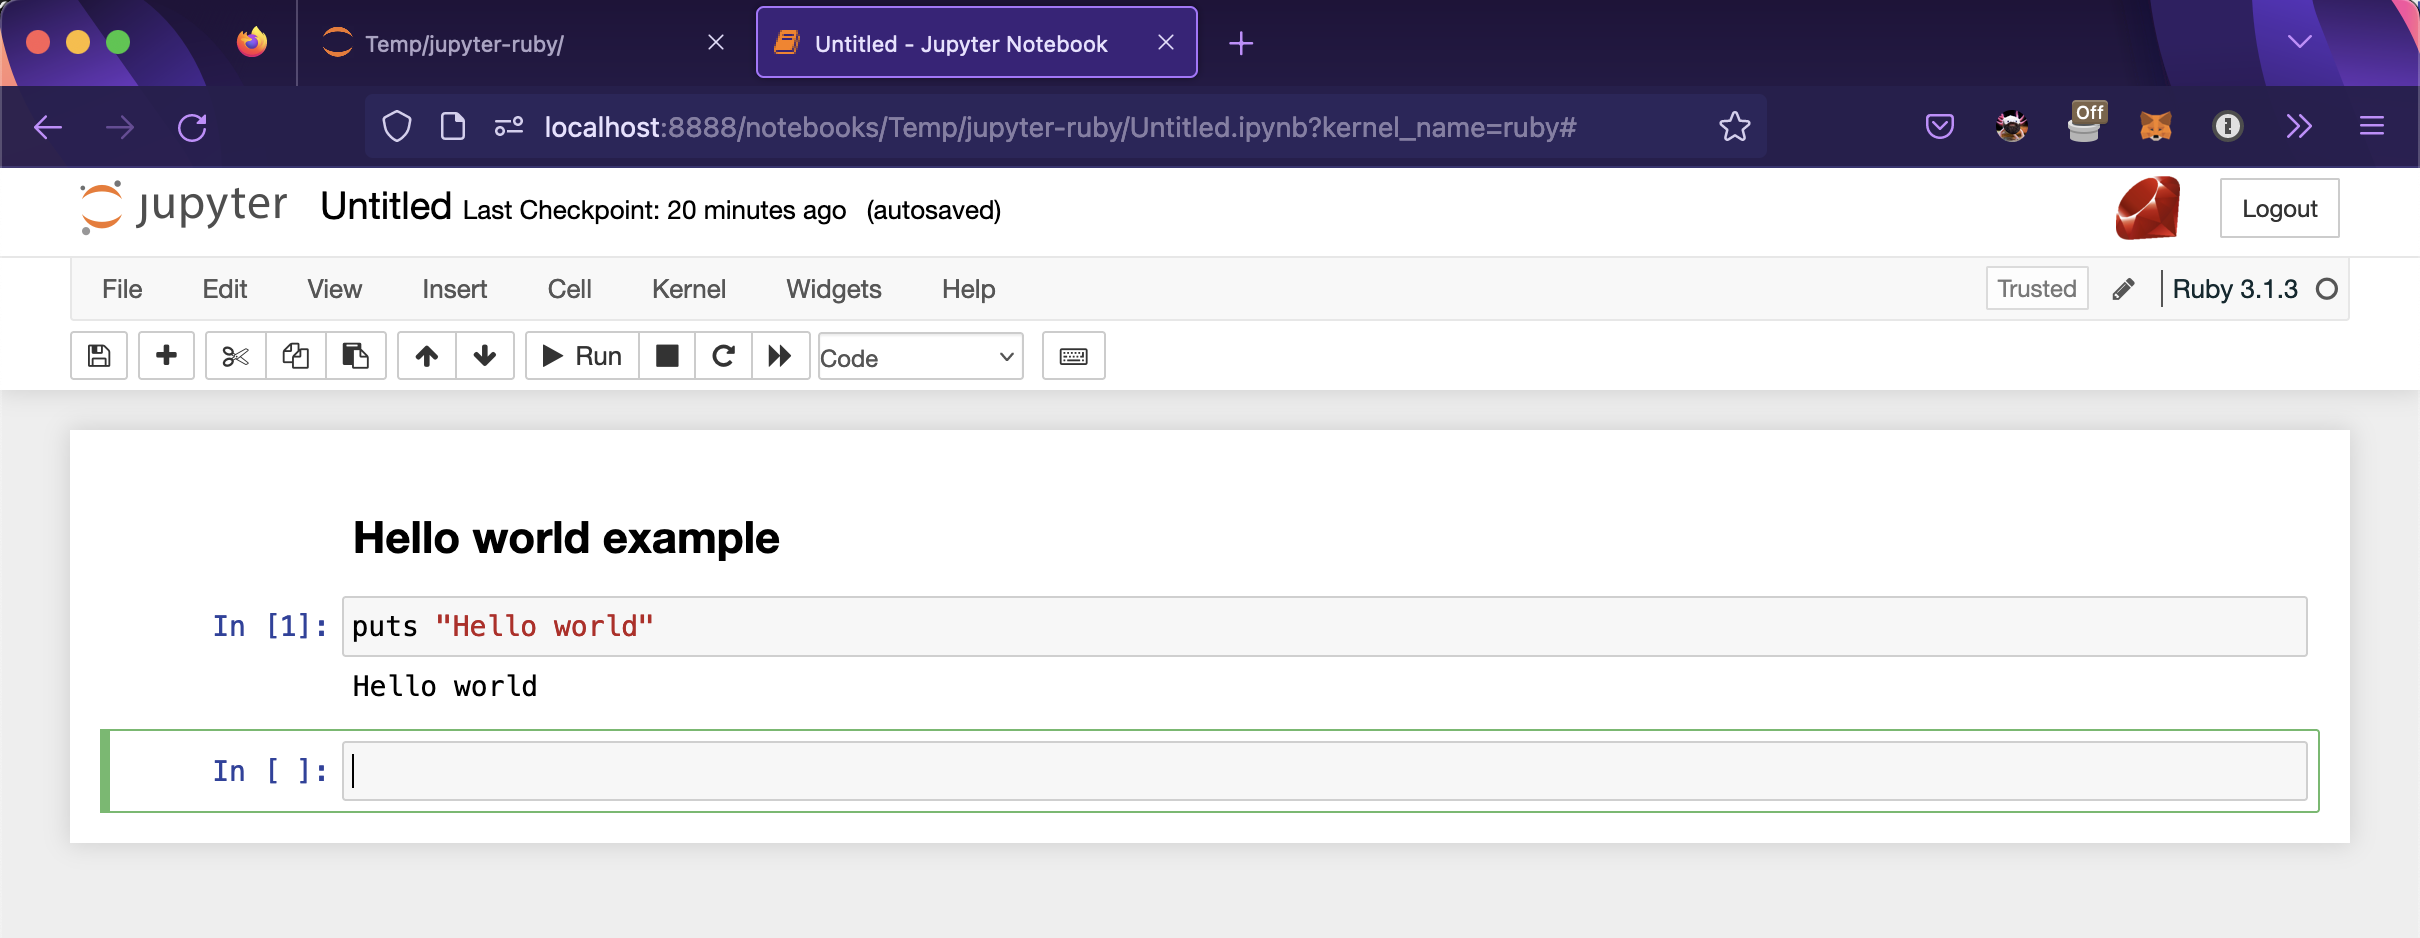 Temp/jupyter-ruby/
Untitled - Jupyter Notebook
localhost:8888/notebooks/Temp/jupyter-ruby/Untitled.ipynb?kernel_name=ruby#
Off
jupyter Untitled Last Checkpoint: 20 minutes ago (autosaved)
Logout
File Edit View Insert Cell Kernel Widgets Help
Trusted
Ruby 3.1.3
Run
Code
Hello world example
In [1]: puts "Hello world"
Hello world
In [ ]: